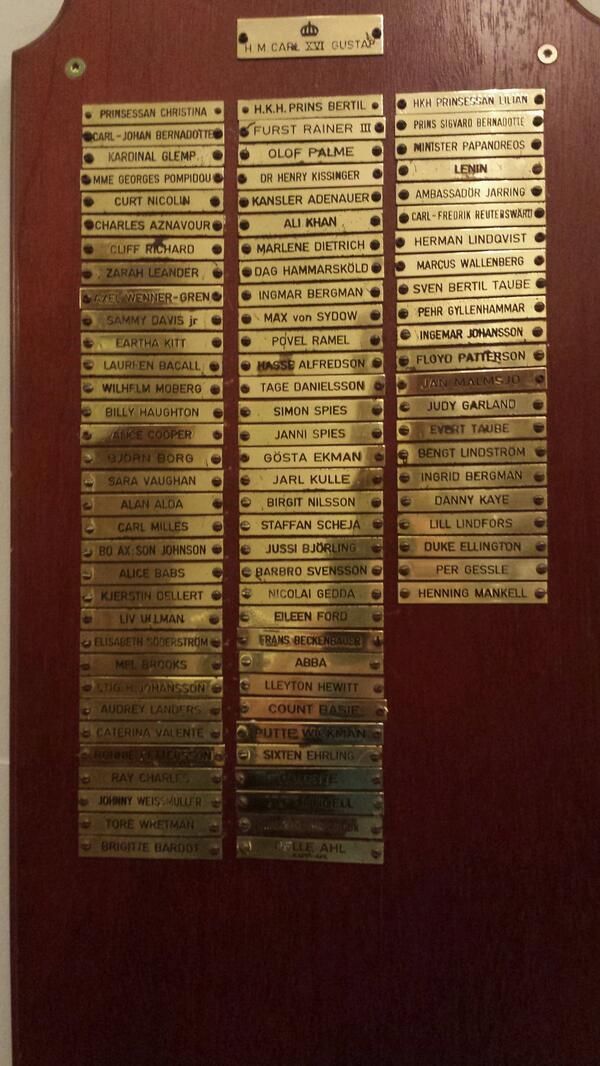 H.M. CARL XVI GUSTAF
PRINSESSAN CHRISTINA
CARL-JOHAN BERNADOTTE
KARDINAL GLEMP
MME GEORGES POMPIDOU
CURT NICOLIN
CHARLES AZNAVOUR
CLIFF RICHARD
ZARAH LEANDER
AXEL WENNER-GREN
SAMMY DAVIS jr
EARTHA KITT
LAUREEN BACALL
WILHELM MOBERG
BILLY HAUGHTON
ALICE COOPER
BJÖRN BORG
SARA VAUGHAN
ALAN ALDA
CARL MILLES
BO AX:SON JOHNSON
ALICE BABS
KJERSTIN DELLERT
LIV ULLMAN
ELISABETH SÖDERSTRÖM
MEL BROOKS
STIG H. JOHANSSON
AUDREY LANDERS
CATERINA VALENTE
RONNIE PETERSSON
RAY CHARLES
JOHNNY WEISSMULLER
TORE WRETMAN
BRIGITTE BARDOT
H.K.H. PRINS BERTIL
FURST RAINER III
OLOF PALME
DR HENRY KISSINGER
KANSLER ADENAUER
ALI KHAN
MARLENE DIETRICH
DAG HAMMARSKÖLD
INGMAR BERGMAN
MAX von SYDOW
POVEL RAMEL
HASSE ALFREDSON
TAGE DANIELSSON
SIMON SPIES
JANNI SPIES
GÖSTA EKMAN
JARL KULLE
BIRGIT NILSSON
STAFFAN SCHEJA
JUSSI BJÖRLING
BARBRO SVENSSON
NICOLAI GEDDA
EILEEN FORD
FRANS BECKENBAUER
ABBA
LLEYTON HEWITT
COUNT BASIE
PUTTE WICKMAN
SIXTEN EHRLING
AHL
HKH PRINSESSAN LILIAN
PRINS SIGVARD BERNADOTTE
MINISTER PAPANDREOS
LENIN
AMBASSADÖR JARRING
CARL-FREDRIK REUTERSWÄRD
HERMAN LINDQVIST
MARCUS WALLENBERG
SVEN BERTIL TAUBE
PEHR GYLLENHAMMAR
INGEMAR JOHANSSON
FLOYD PATTERSON
JAN MALMSJÖ
JUDY GARLAND
EVERT TAUBE
BENGT LINDSTRÖM
INGRID BERGMAN
DANNY KAYE
LILL LINDFORS
DUKE ELLINGTON
PER GESSLE
HENNING MANKELL